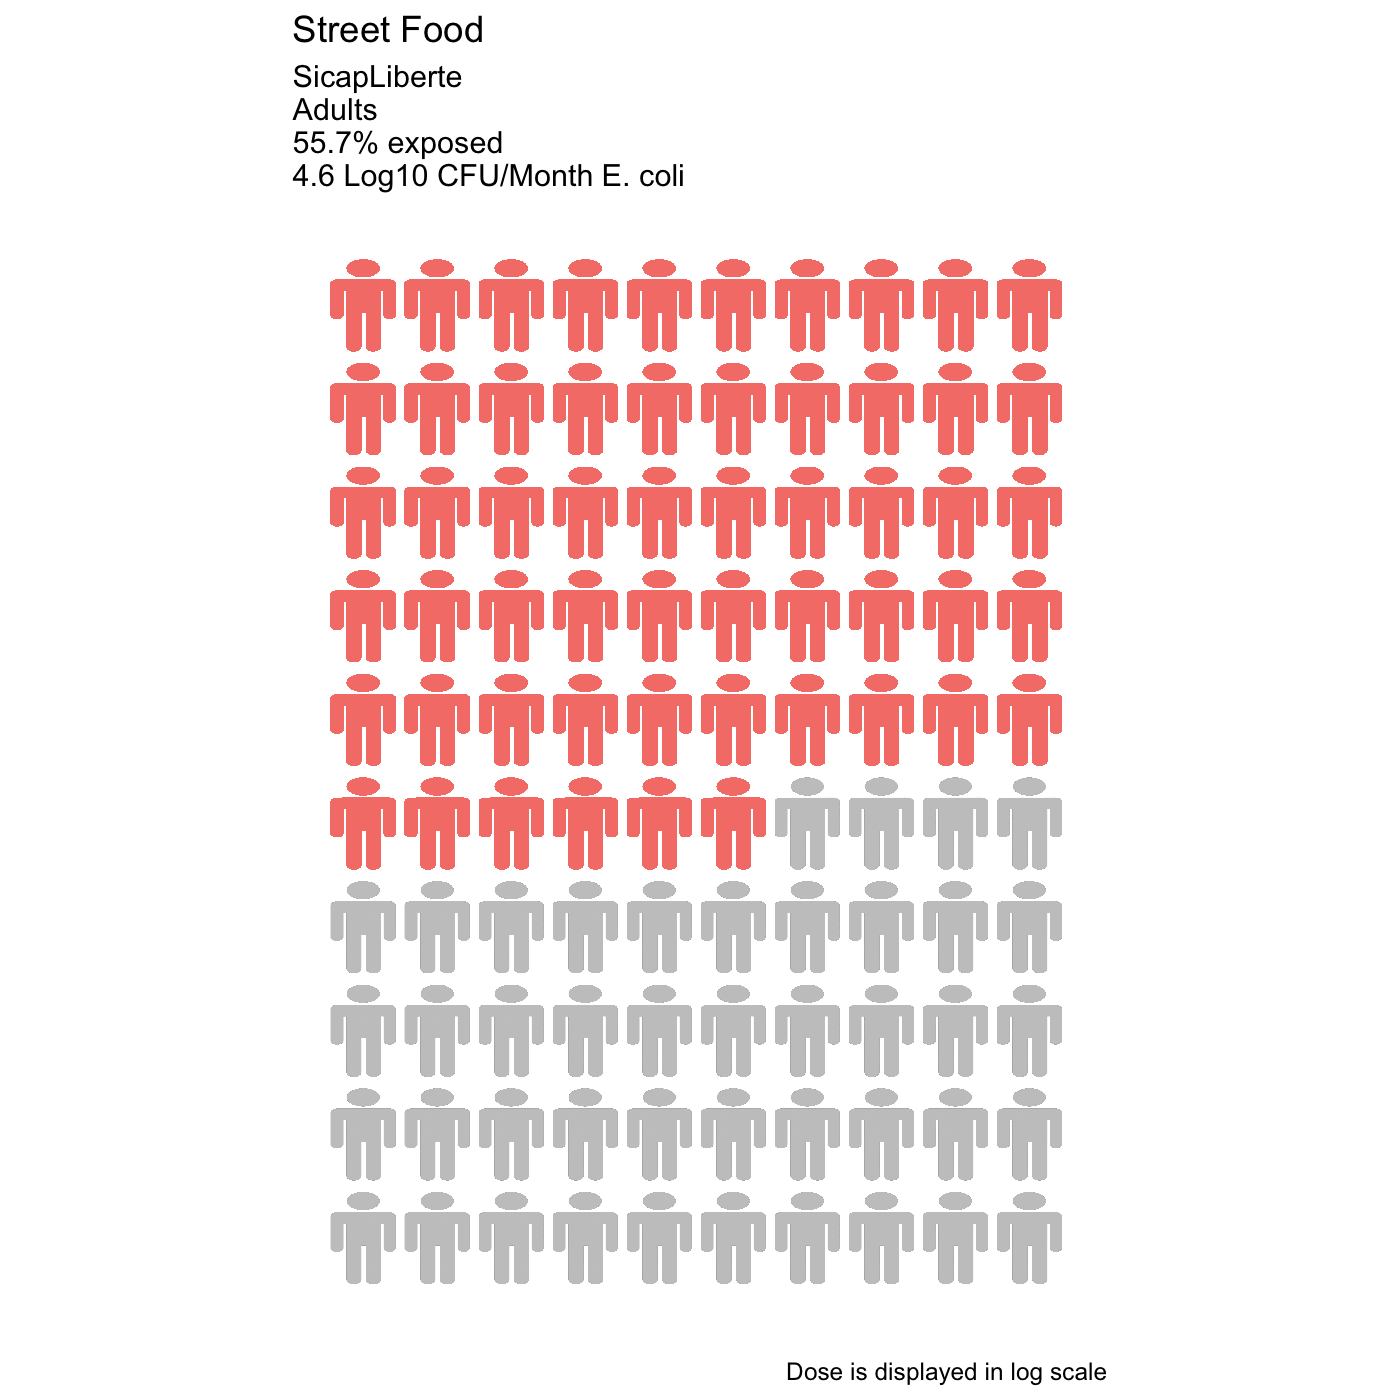 Street Food
SicapLiberte
Adults
55.7% exposed
4.6 Log10 CFU/Month E. coli
Dose is displayed in log scale